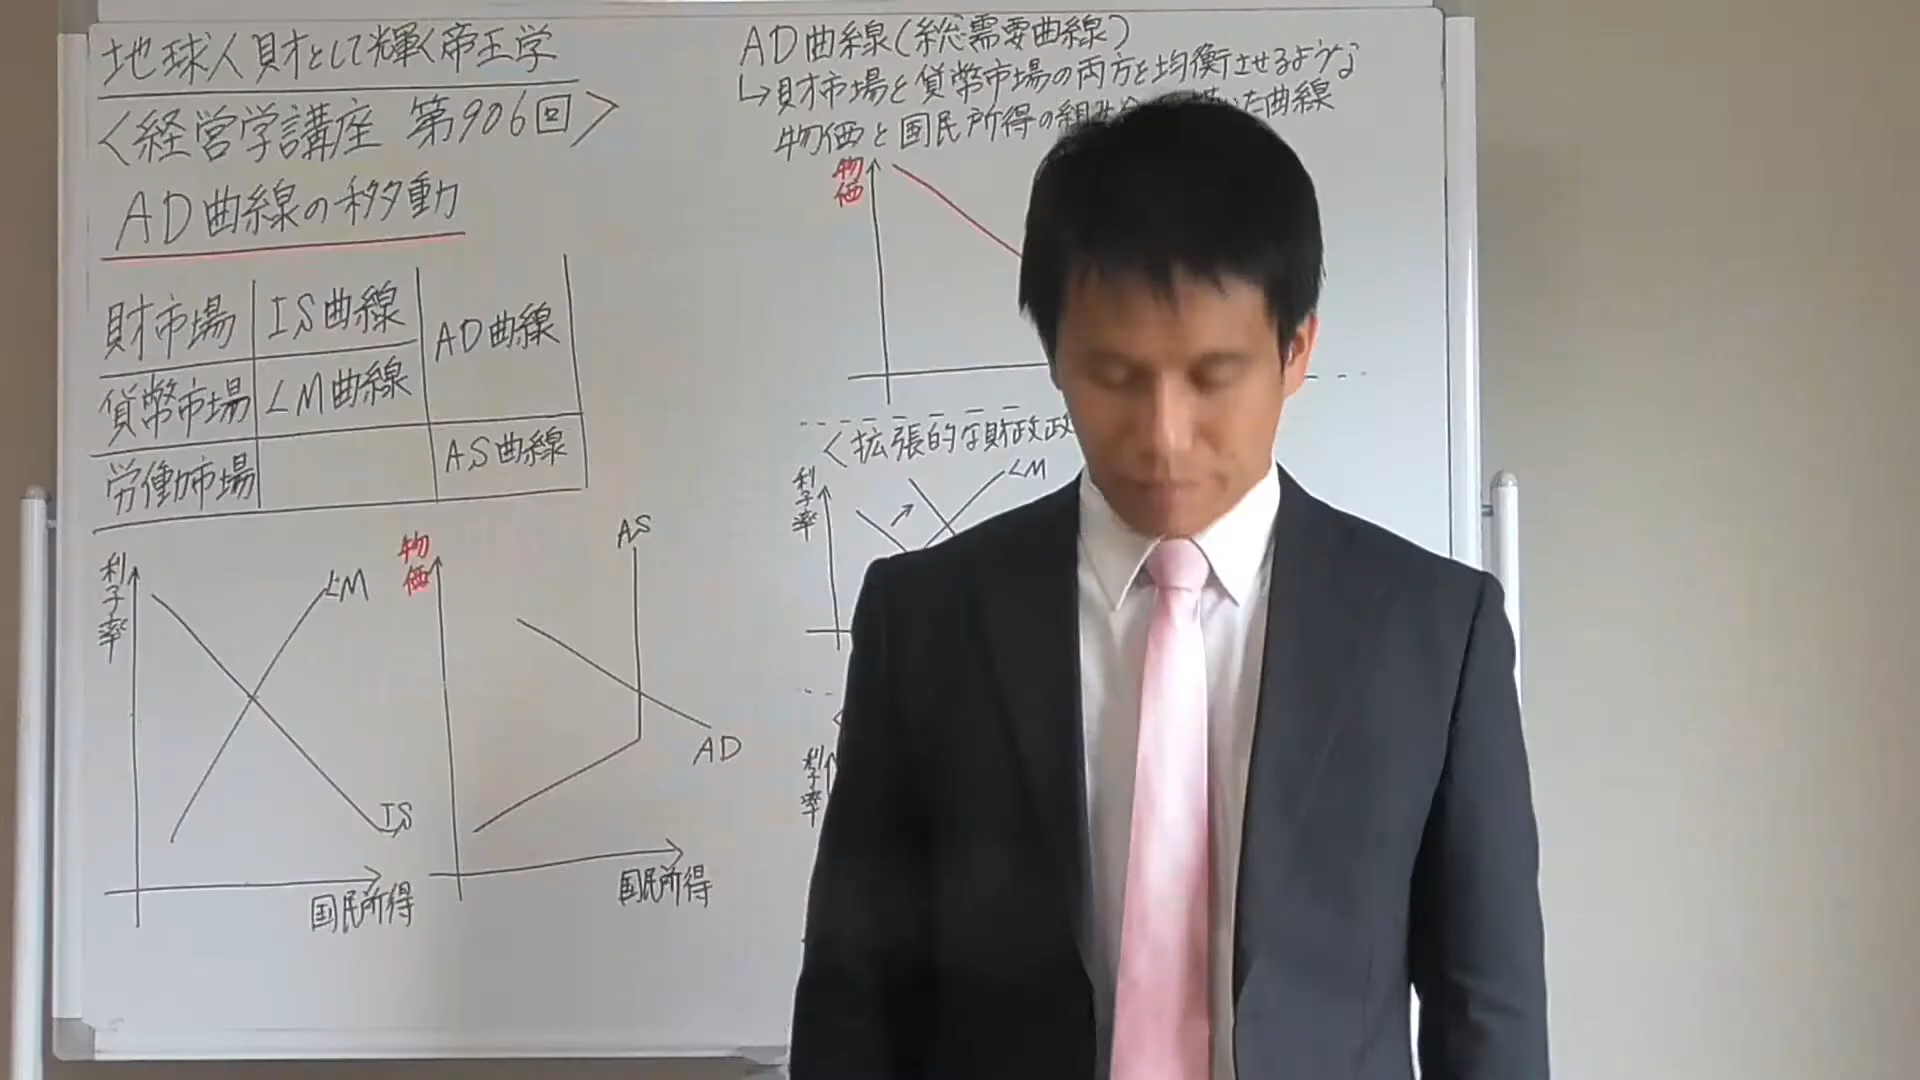 地球人財として輝く帝王学
<経営学講座 第906回>
AD曲線の移動
財市場 IS曲線 AD曲線
貨幣市場 LM曲線
労働市場 AS曲線
利子率
LM
IS
国民所得
物価
AS
AD
国民所得
AD曲線(総需要曲線)
↳財市場と貨幣市場の両方を均衡させるような
物価と国民所得の組 た曲線
物価
<拡張的な財政政
利子率
LM
<
利子率